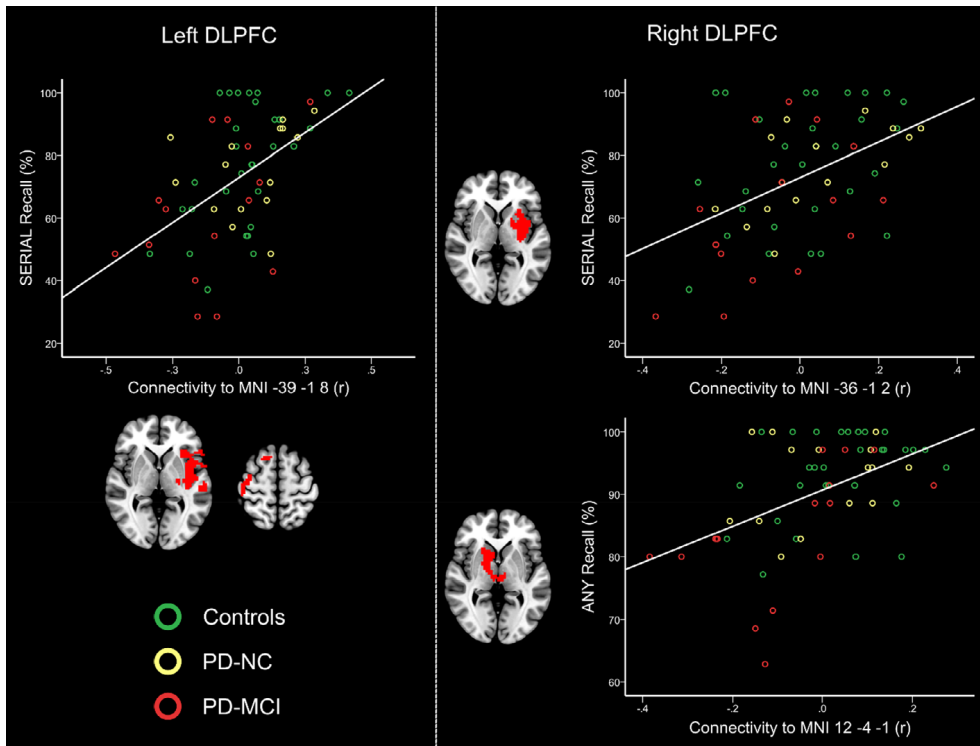 Left DLPFC
SERIAL Recall (%)
100
80
60
40
20
-.5
-.3
.0
.3
.5
Connectivity to MNI -39 -1 8 (r)
Controls
PD-NC
PD-MCI
Right DLPFC
SERIAL Recall (%)
100
80
60
40
20
-.4
-.2
.0
.2
.4
Connectivity to MNI -36 -1 2 (r)
ANY Recall (%)
100
90
80
70
60
-.4
-.2
.0
.2
Connectivity to MNI 12 -4 -1 (r)